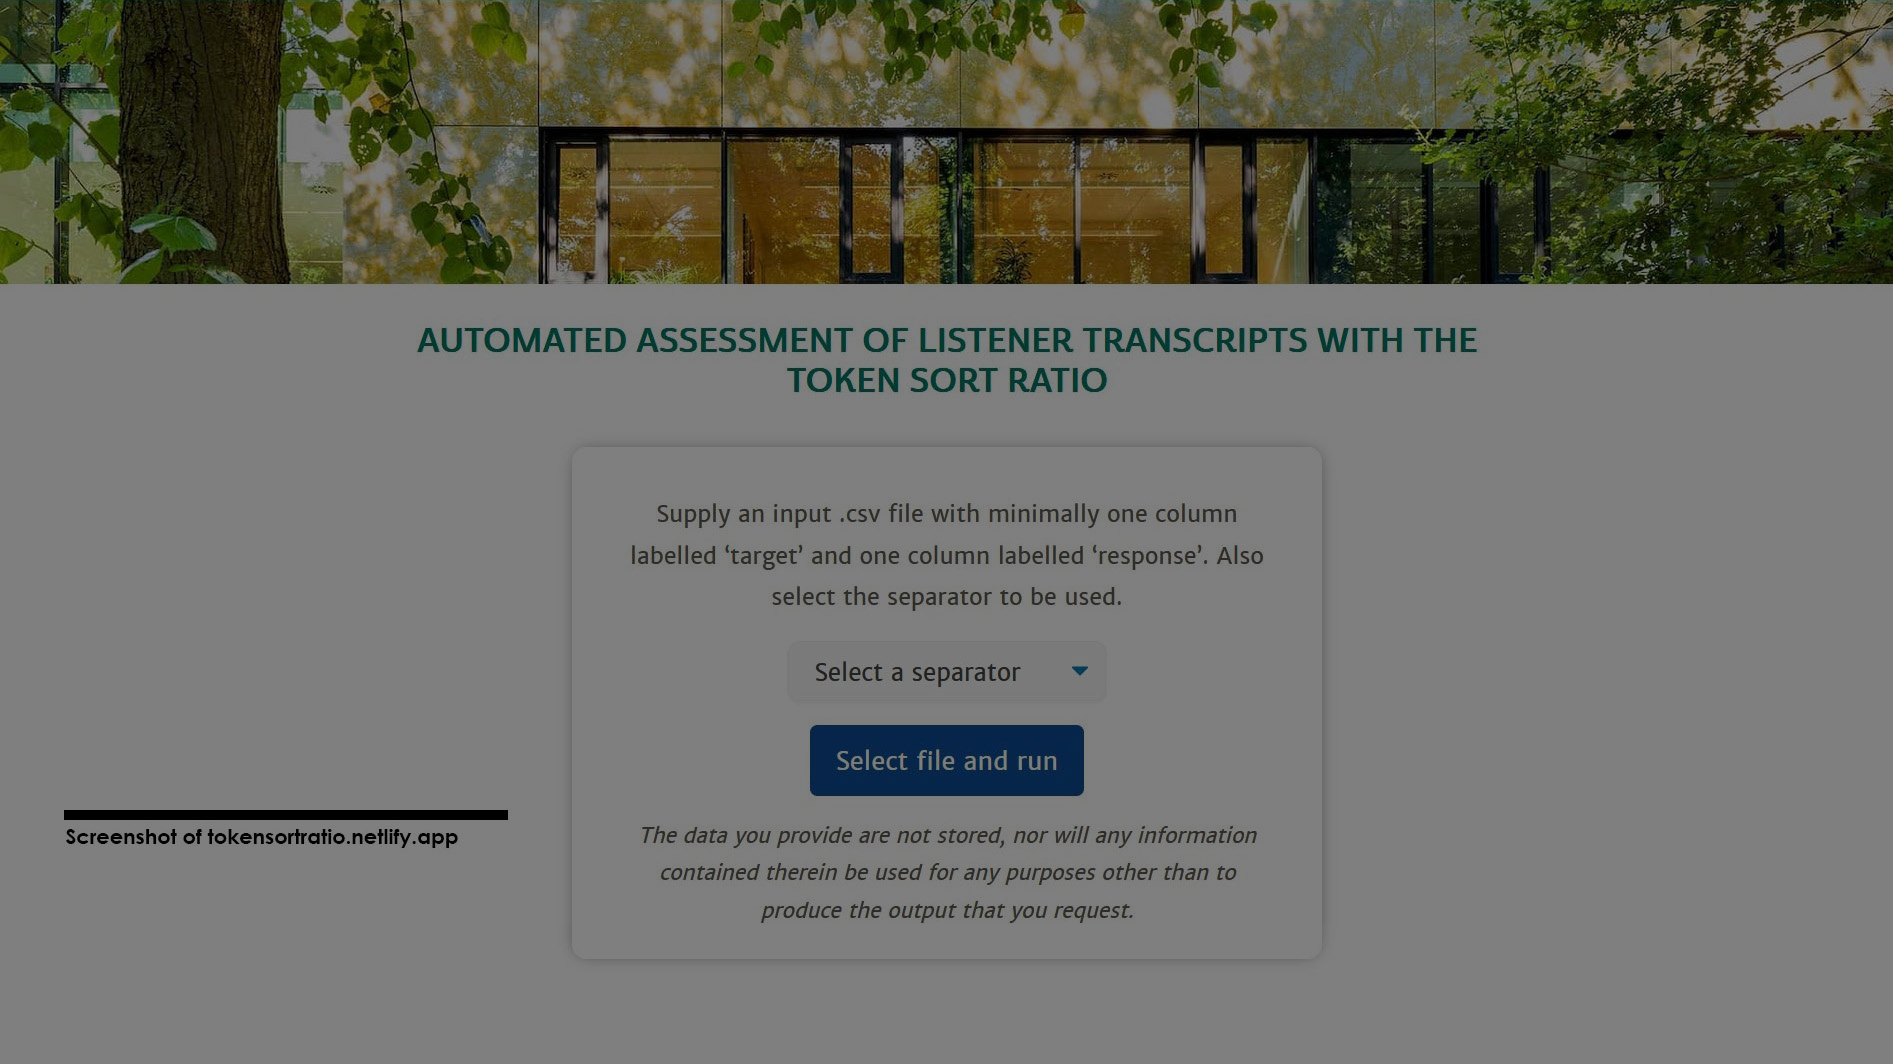 AUTOMATED ASSESSMENT OF LISTENER TRANSCRIPTS WITH THE
TOKEN SORT RATIO
Supply an input .csv file with minimally one column
labelled ‘target’ and one column labelled ‘response’. Also
select the separator to be used.
Select a separator
Select file and run
The data you provide are not stored, nor will any information
contained therein be used for any purposes other than to
produce the output that you request.
Screenshot of tokensortratio.netlify.app